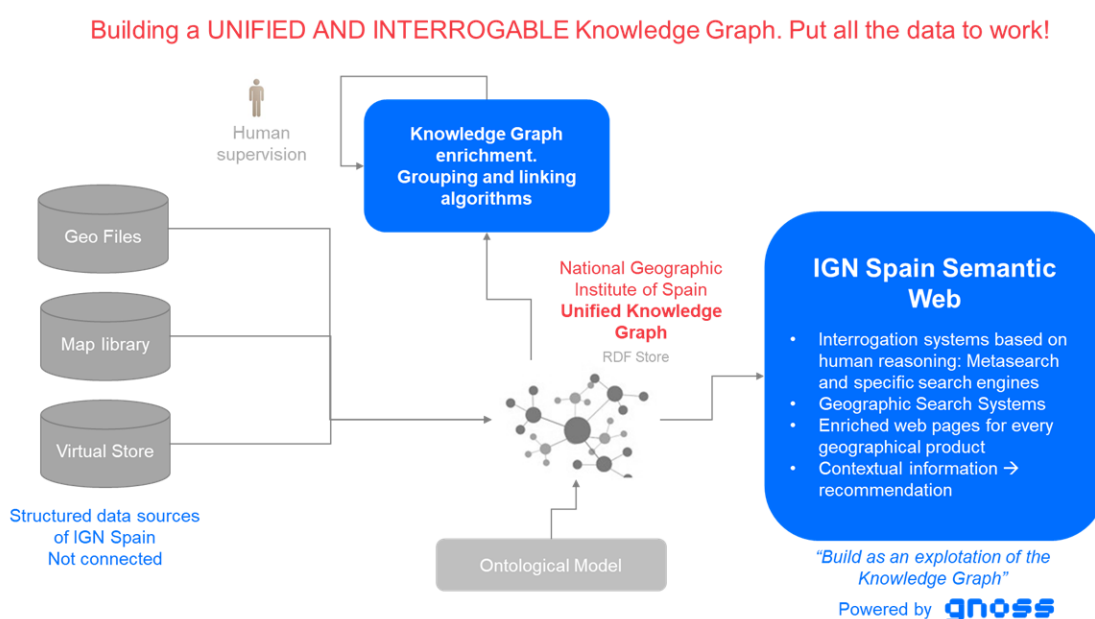 Building a UNIFIED AND INTERROGABLE Knowledge Graph. Put all the data to work!
Human
supervision
Knowledge Graph
enrichment.
Grouping and linking
algorithms
Geo Files
Map library
Virtual Store
Structured data sources
of IGN Spain
Not connected
National Geographic
Institute of Spain
Unified Knowledge
Graph
RDF Store
Ontological Model
IGN Spain Semantic
Web
• Interrogation systems based on
human reasoning: Metasearch
and specific search engines
• Geographic Search Systems
• Enriched web pages for every
geographical product
• Contextual information →
recommendation
“Build as an explotation of the
Knowledge Graph”
Powered by gnoss